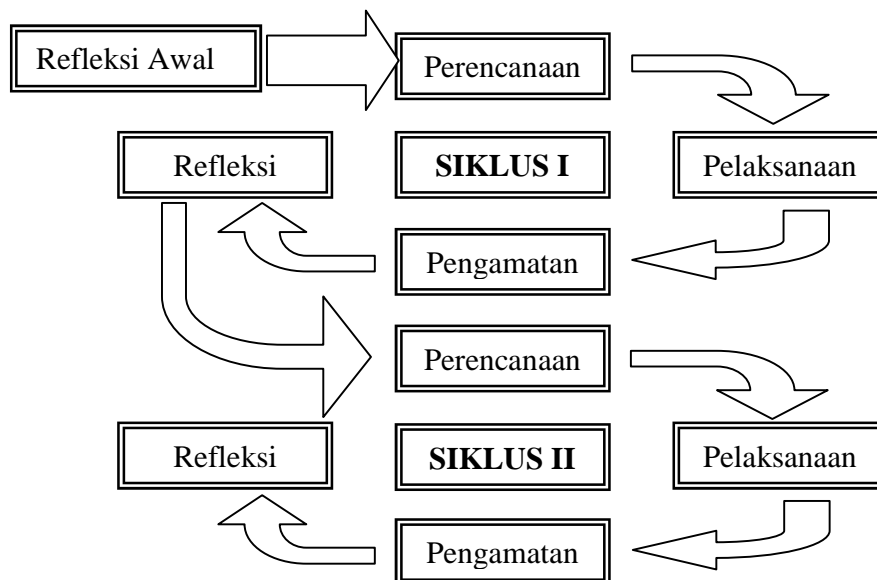 Refleksi Awal
Perencanaan
Refleksi
SIKLUS I
Pelaksanaan
Pengamatan
Perencanaan
Refleksi
SIKLUS II
Pelaksanaan
Pengamatan